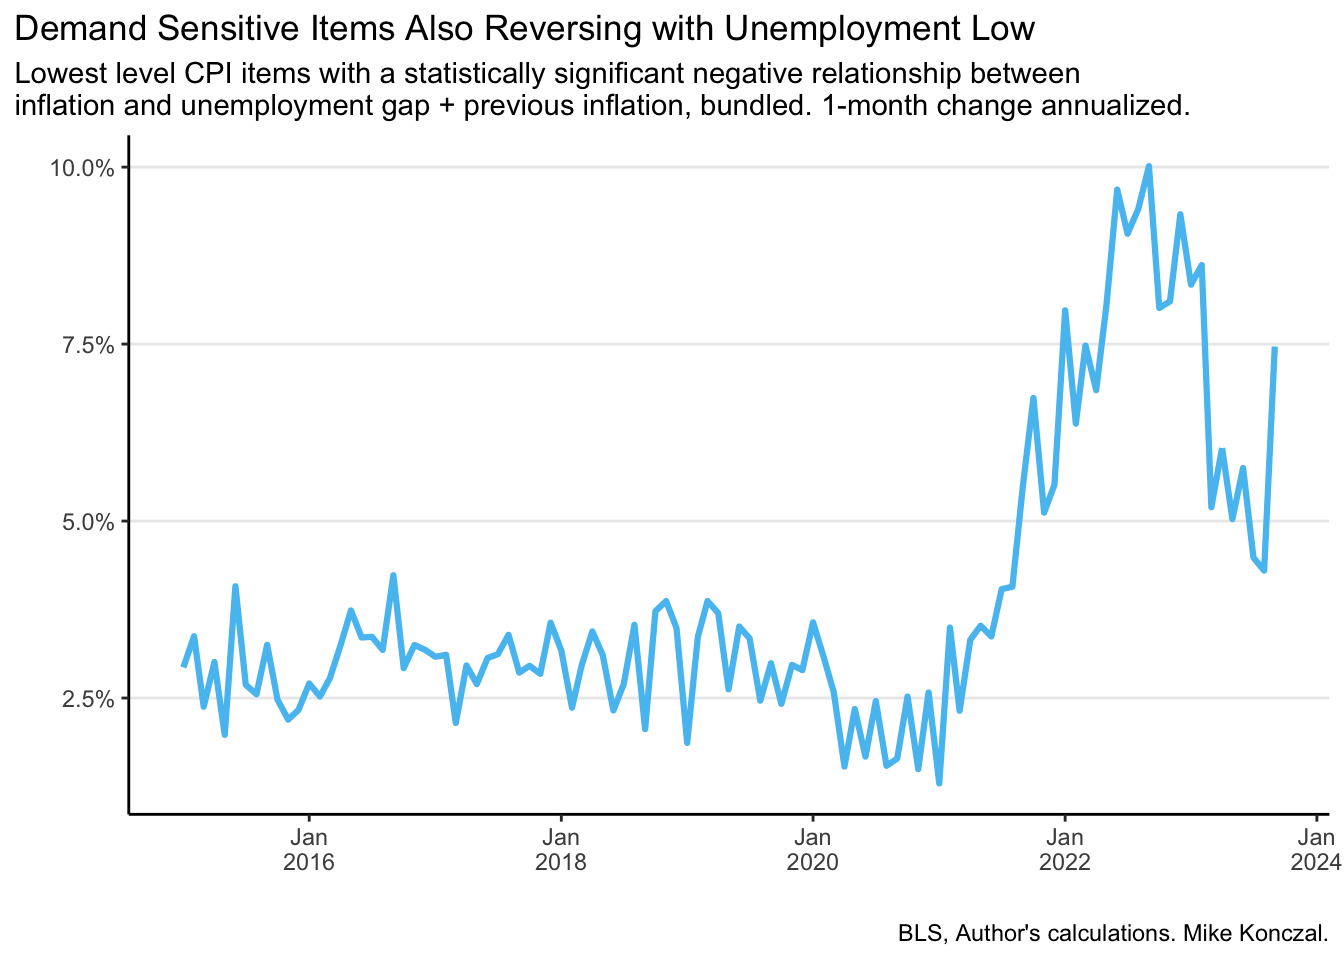 Demand Sensitive Items Also Reversing with Unemployment Low
Lowest level CPI items with a statistically significant negative relationship between
inflation and unemployment gap + previous inflation, bundled. 1-month change annualized.
10.0%
7.5%
5.0%
2.5%
Jan
2016
Jan
2018
Jan
2020
Jan
2022
Jan
2024
BLS, Author's calculations. Mike Konczal.